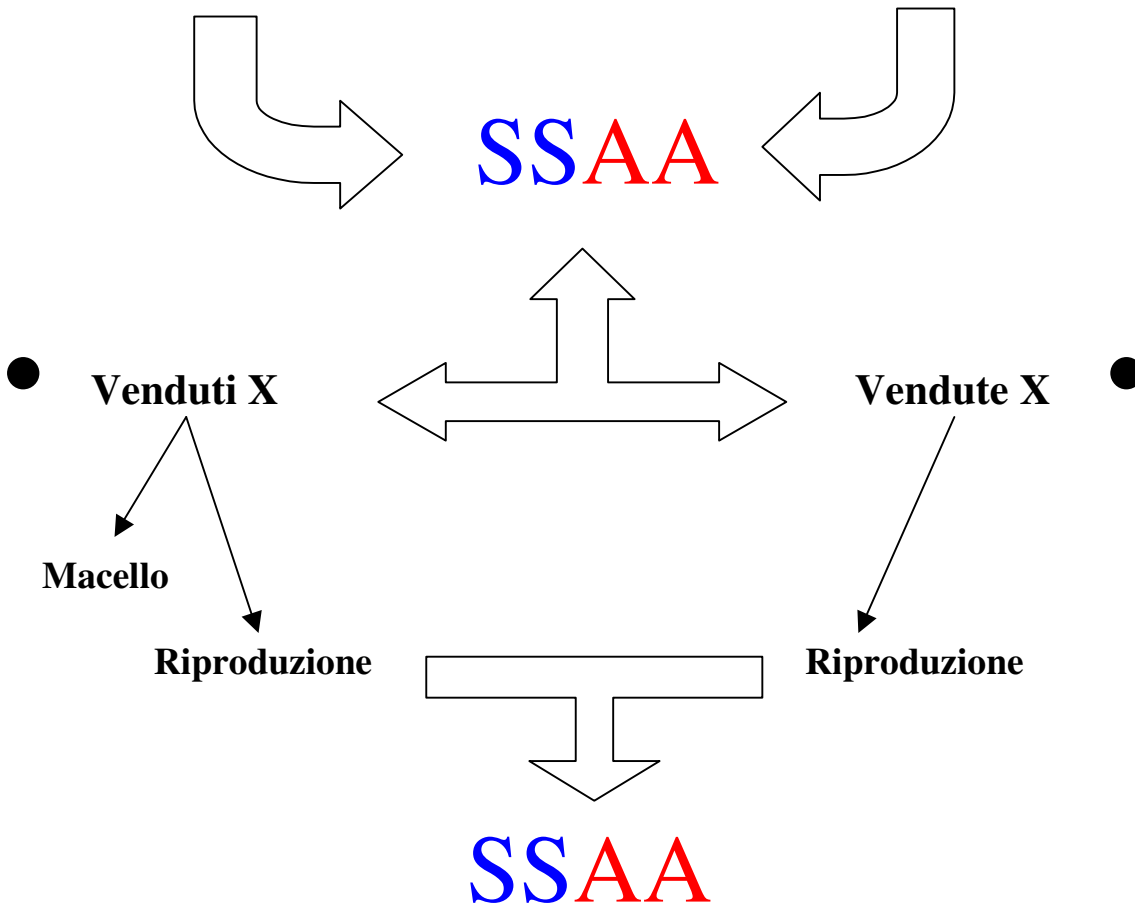 SSAA
Venduti X
Vendute X
Macello
Riproduzione
Riproduzione
SSAA